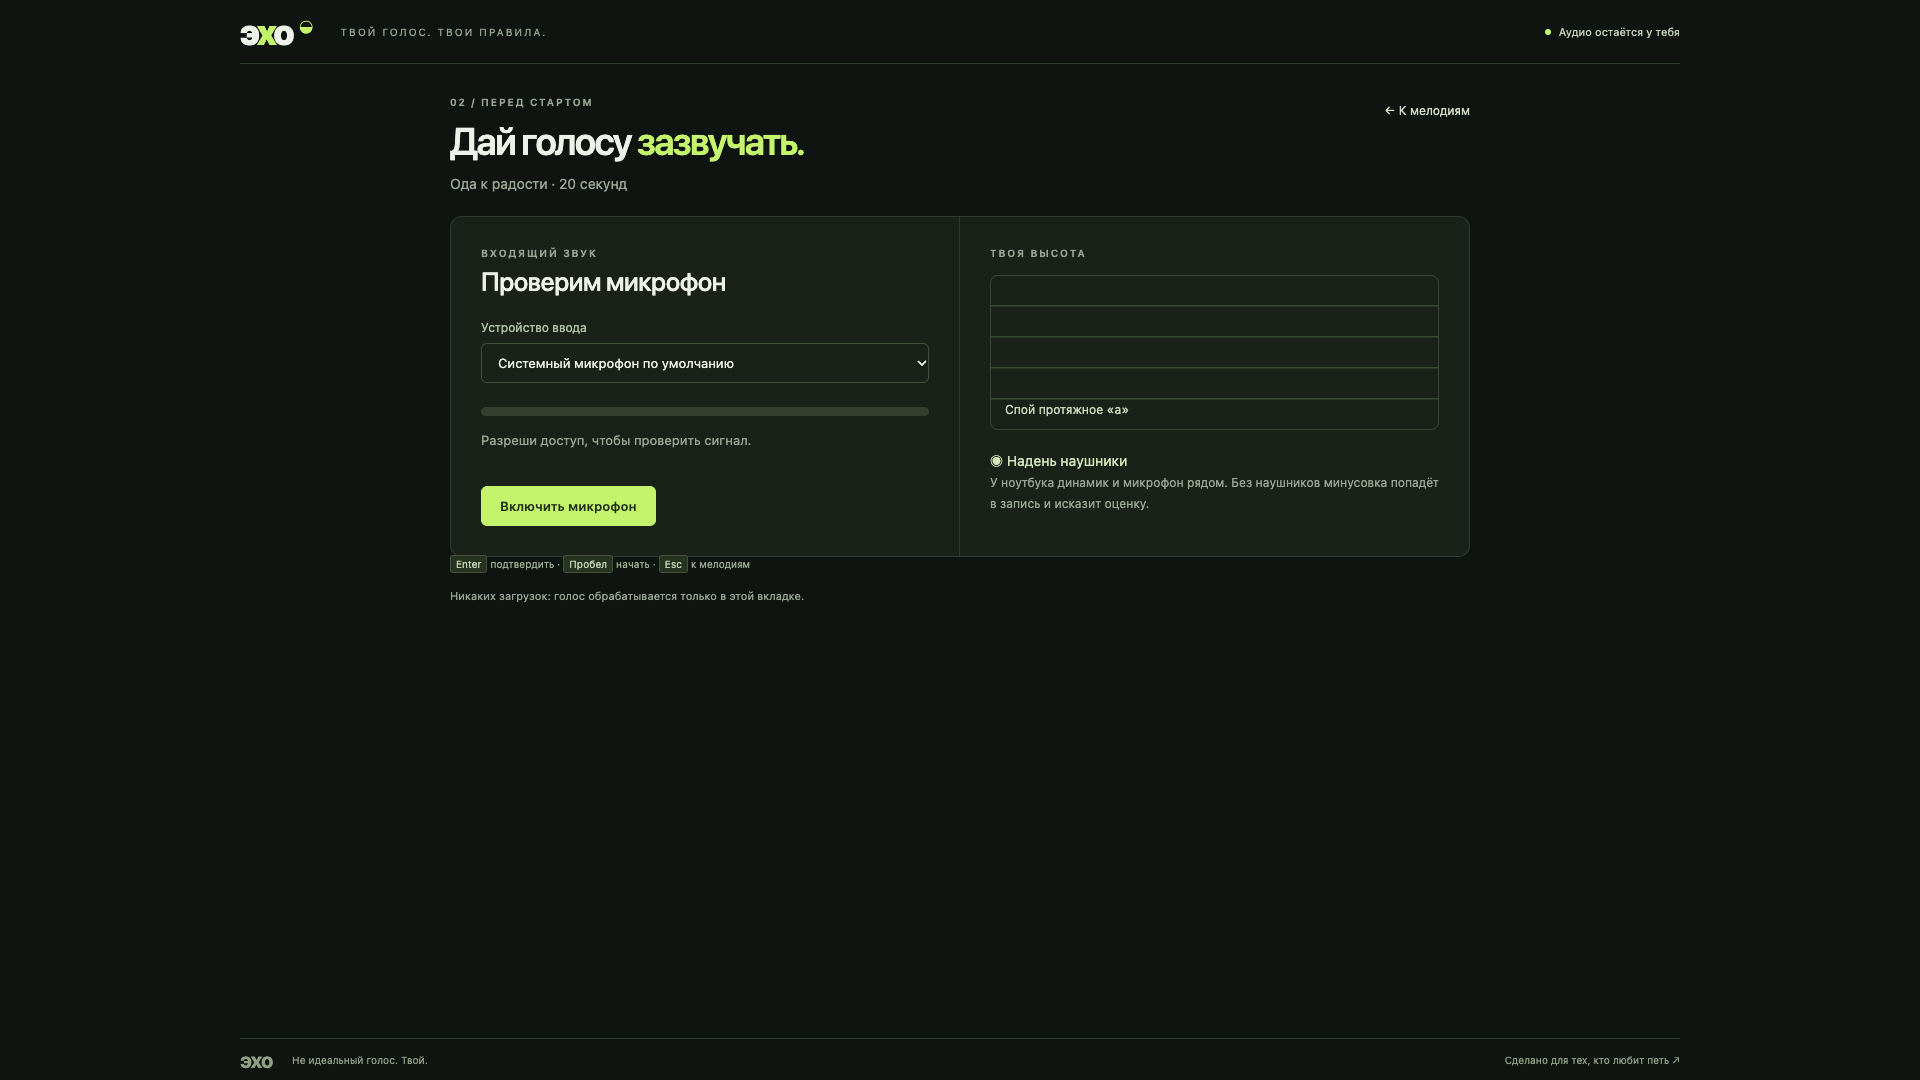 эхо
ТВОЙ ГОЛОС. ТВОИ ПРАВИЛА.
Аудио остаётся у тебя
02 / ПЕРЕД СТАРТОМ
← К мелодиям
Дай голосу зазвучать.
Ода к радости · 20 секунд
ВХОДЯЩИЙ ЗВУК
Проверим микрофон
Устройство ввода
Системный микрофон по умолчанию
Разреши доступ, чтобы проверить сигнал.
Включить микрофон
ТВОЯ ВЫСОТА
Спой протяжное «а»
◉ Надень наушники
У ноутбука динамик и микрофон рядом. Без наушников минусовка попадёт
в запись и исказит оценку.
Enter подтвердить · Пробел начать · Esc к мелодиям
Никаких загрузок: голос обрабатывается только в этой вкладке.
эхо
Не идеальный голос. Твой.
Сделано для тех, кто любит петь ↗